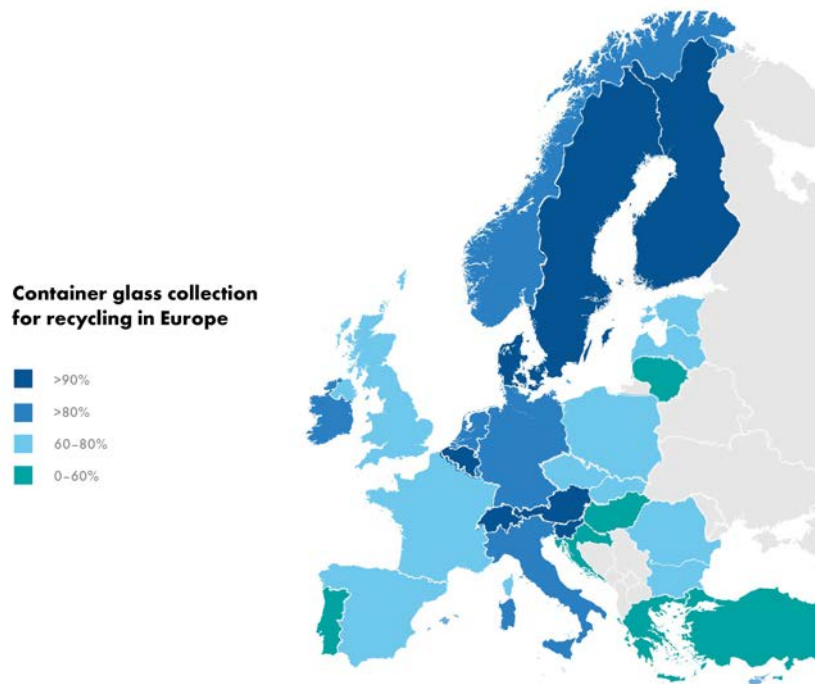 Container glass collection
for recycling in Europe
>90%
>80%
60–80%
0–60%